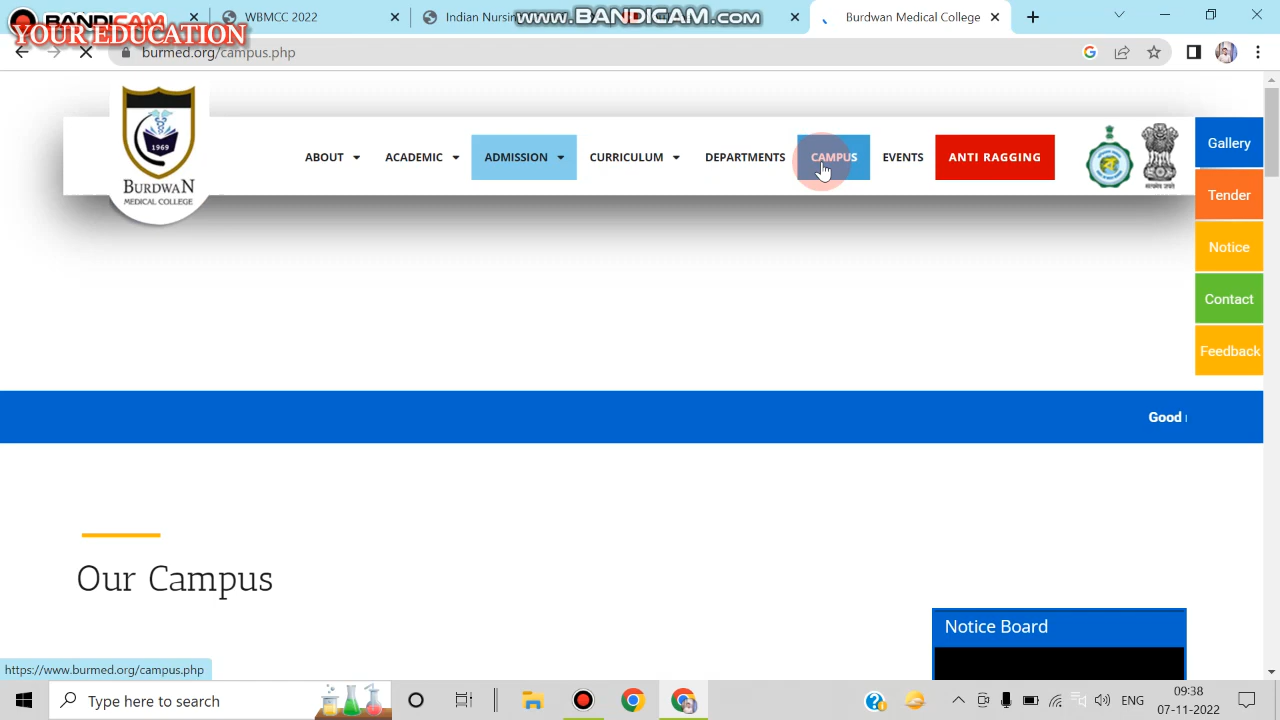 BANDICAM
WBMCC 2022
Indian Nursin
www.BANDICAM.com
Burdwan Medical College
YOUR EDUCATION
burmed.org/campus.php
1969
BURDWAN
MEDICAL COLLEGE
ABOUT
ACADEMIC
ADMISSION
CURRICULUM
DEPARTMENTS
CAMPUS
EVENTS
ANTI RAGGING
Gallery
Tender
Notice
Contact
Feedback
Good
Our Campus
Notice Board
https://www.burmed.org/campus.php
Type here to search
ENG
09:38
07-11-2022